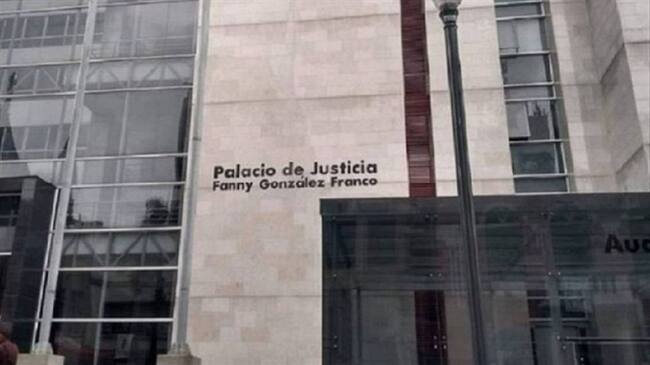 Palacio de Justicia
Fanny González Franco